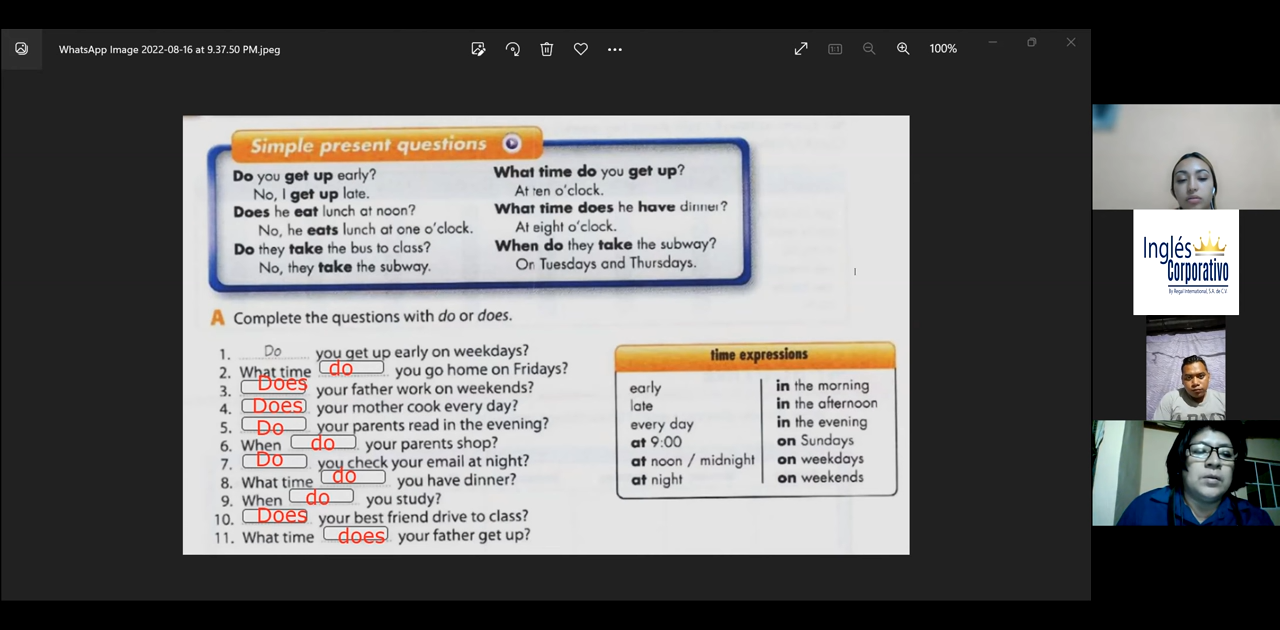 WhatsApp Image 2022-08-16 at 9.37.50 PM.jpeg
100%
Simple present questions
Do you get up early?
No, I get up late.
Does he eat lunch at noon?
No, he eats lunch at one o'clock.
Do they take the bus to class?
No, they take the subway.
What time do you get up?
At ten o'clock.
What time does he have dinner?
At eight o'clock.
When do they take the subway?
On Tuesdays and Thursdays.
A Complete the questions with do or does.
1. Do you get up early on weekdays?
2. What time do you go home on Fridays?
3. Does your father work on weekends?
4. Does your mother cook every day?
5. Do your parents read in the evening?
6. When do your parents shop?
7. Do you check your email at night?
8. What time do you have dinner?
9. When do you study?
10. Does your best friend drive to class?
11. What time does your father get up?
time expressions
early
late
every day
at 9:00
at noon / midnight
at night
in the morning
in the afternoon
in the evening
on Sundays
on weekdays
on weekends
Inglés
Corporativo
By Regal International, S.A. de C.V.